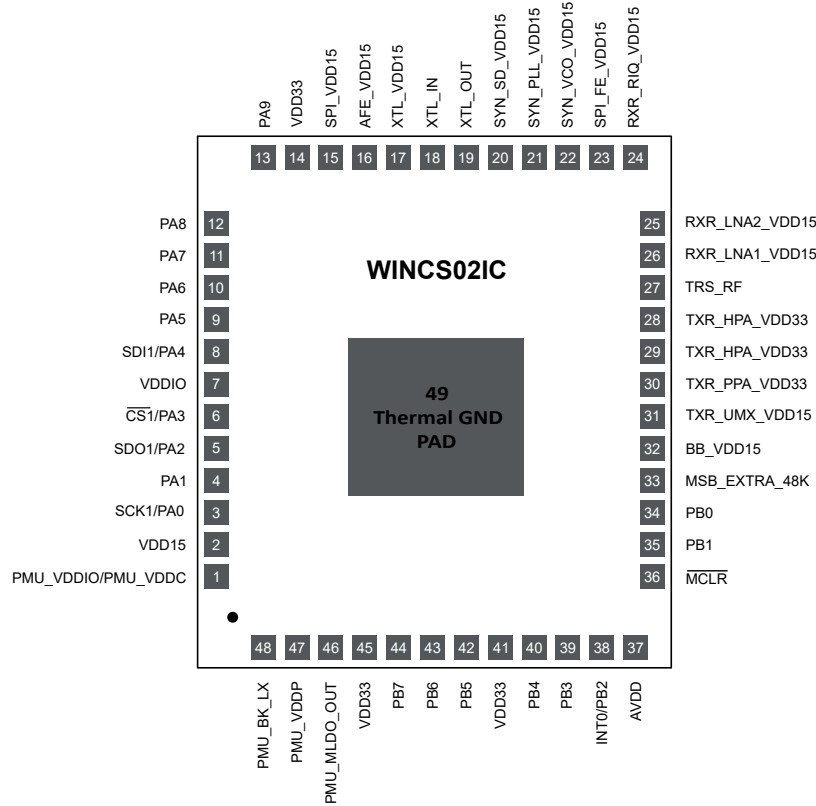 PA9
VDD33
SPI_VDD15
AFE_VDD15
XTL_VDD15
XTL_IN
XTL_OUT
SYN_SD_VDD15
SYN_PLL_VDD15
SYN_VCO_VDD15
SPI_FE_VDD15
RXR_RIQ_VDD15
13 14 15 16 17 18 19 20 21 22 23 24
PA8 12
PA7 11
PA6 10
PA5 9
SDI1/PA4 8
VDDIO 7
CS1/PA3 6
SDO1/PA2 5
PA1 4
SCK1/PA0 3
VDD15 2
PMU_VDDIO/PMU_VDDC 1
WINCS02IC
49
Thermal GND
PAD
25 RXR_LNA2_VDD15
26 RXR_LNA1_VDD15
27 TRS_RF
28 TXR_HPA_VDD33
29 TXR_HPA_VDD33
30 TXR_PPA_VDD33
31 TXR_UMX_VDD15
32 BB_VDD15
33 MSB_EXTRA_48K
34 PB0
35 PB1
36 MCLR
48 47 46 45 44 43 42 41 40 39 38 37
PMU_BK_LX
PMU_VDDP
PMU_MLDO_OUT
VDD33
PB7
PB6
PB5
VDD33
PB4
PB3
INT0/PB2
AVDD